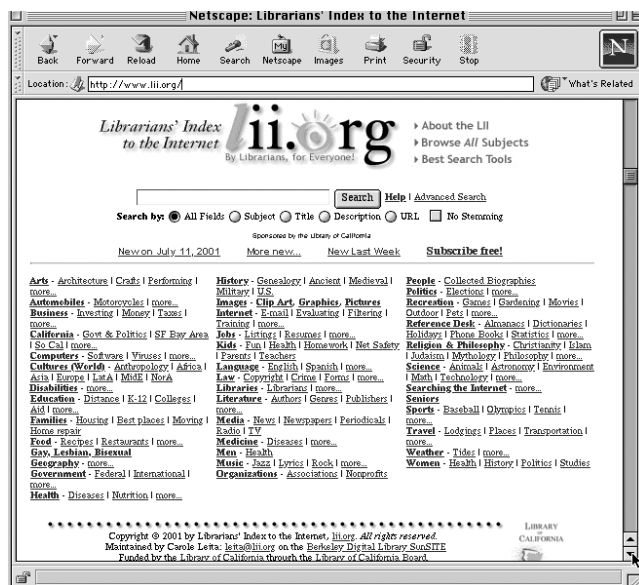 Netscape: Librarians' Index to the Internet
Back Forward Reload Home Search Netscape Images Print Security Stop
N
Location: http://www.lii.org/ What's Related
Librarians' Index
to the Internet
lii.org
By Librarians, for Everyone!
About the LII
Browse All Subjects
Best Search Tools
Search Help | Advanced Search
Search by: All Fields Subject Title Description URL No Stemming
Sponsored by the Library of California
New on July 11, 2001 More new... New Last Week Subscribe free!
Arts - Architecture | Crafts | Performing |
more...
Automobiles - Motorcycles | more...
Business - Investing | Money | Taxes |
more...
California - Govt & Politics | SF Bay Area
| So Cal | more...
Computers - Software | Viruses | more...
Cultures (World) - Anthropology | Africa |
Asia | Europe | LatA | MidE | NorA
Disabilities - more...
Education - Distance | K-12 | Colleges |
Aid | more...
Families - Housing | Best places | Moving |
Home repair
Food - Recipes | Restaurants | more...
Gay, Lesbian, Bisexual
Geography - more...
Government - Federal | International |
more...
Health - Diseases | Nutrition | more...
History - Genealogy | Ancient | Medieval |
Military | U.S.
Images - Clip Art, Graphics, Pictures
Internet - E-mail | Evaluating | Filtering |
Training | more...
Jobs - Listings | Resumes | more...
Kids - Fun | Health | Homework | Net Safety
| Parents | Teachers
Language - English | Spanish | more...
Law - Copyright | Crime | Forms | more...
Libraries - Librarians | more...
Literature - Authors | Genres | Publishers |
more...
Media - News | Newspapers | Periodicals |
Radio | TV
Medicine - Diseases | more...
Men - Health
Music - Jazz | Lyrics | Rock | more...
Organizations - Associations | Nonprofits
People - Collected Biographies
Politics - Elections | more...
Recreation - Games | Gardening | Movies |
Outdoor | Pets | more...
Reference Desk - Almanacs | Dictionaries |
Holidays | Phone Books | Statistics | more...
Religion & Philosophy - Christianity | Islam
| Judaism | Mythology | Philosophy | more...
Science - Animals | Astronomy | Environment
| Math | Technology | more...
Searching the Internet - more...
Seniors
Sports - Baseball | Olympics | Tennis |
more...
Travel - Lodgings | Places | Transportation |
more...
Weather - Tides | more...
Women - Health | History | Politics | Studies
Copyright © 2001 by Librarians' Index to the Internet, lii.org. All rights reserved.
Maintained by Carole Leita: leita@lii.org on the Berkeley Digital Library SunSITE
Funded by the Library of California through the Library of California Board.
LIBRARY
OF
CALIFORNIA